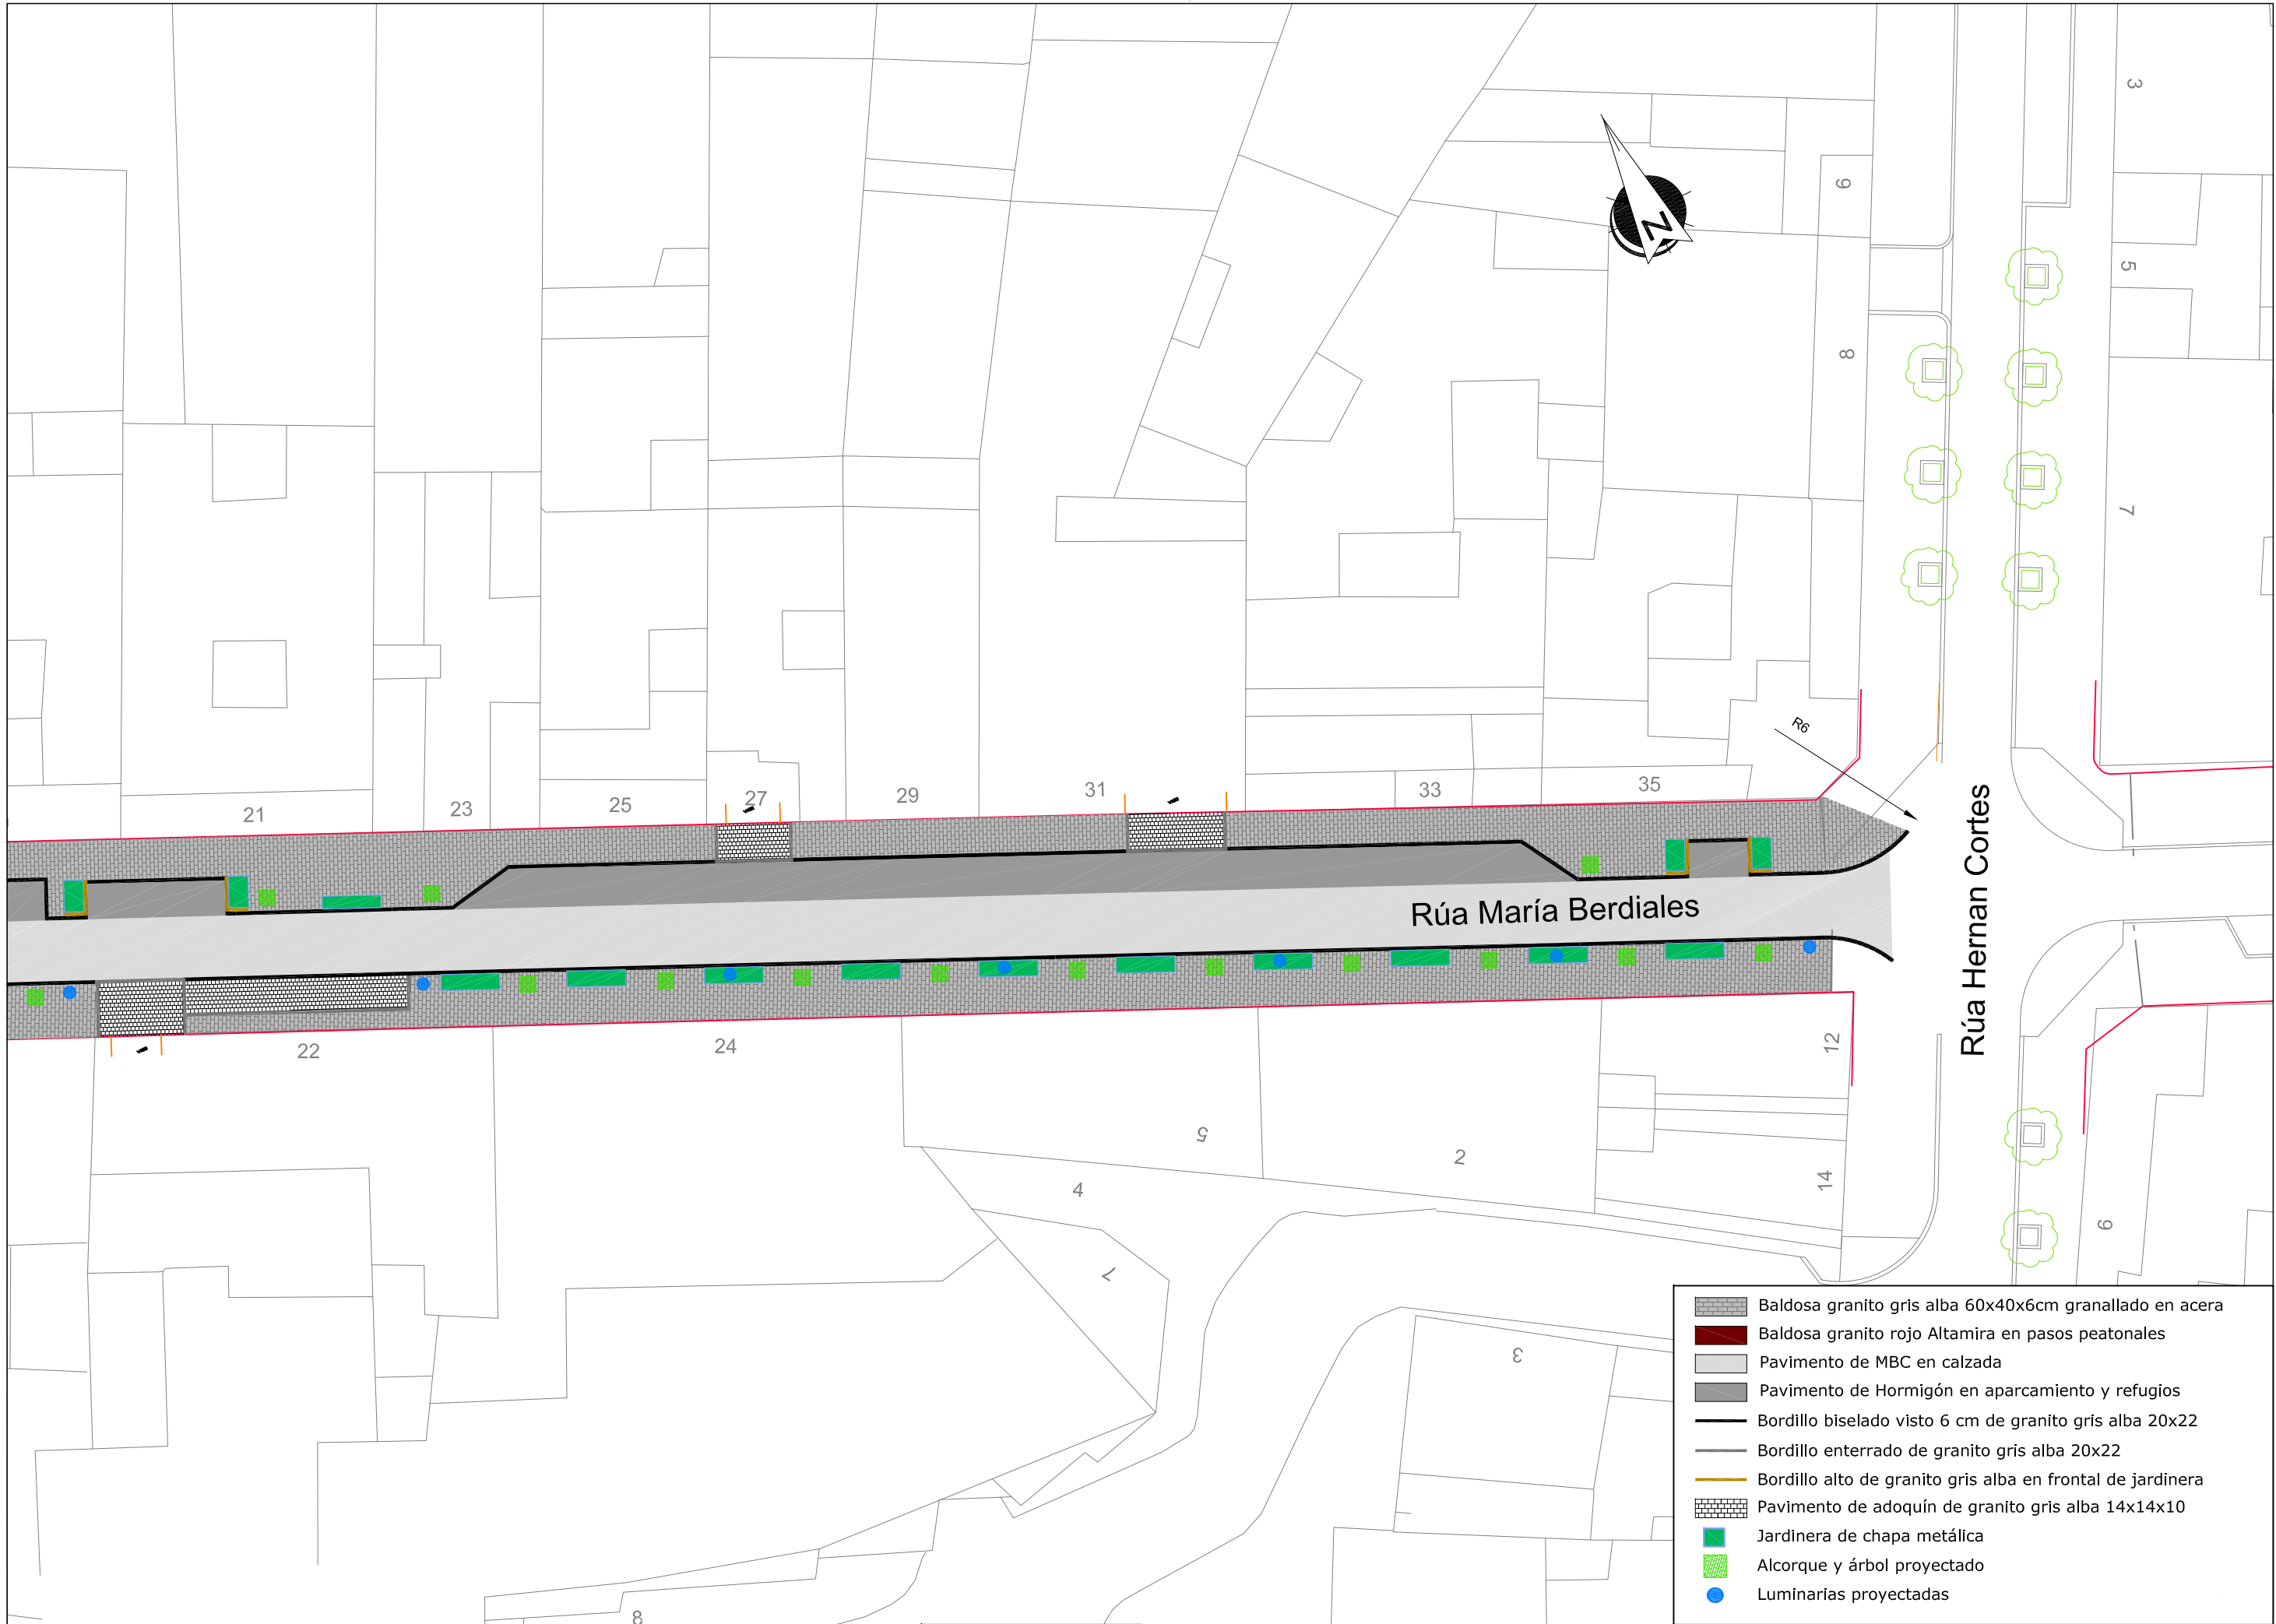 3
9
5
8
7
R6
21
23
25
27
29
31
33
35
N
Rúa María Berdiales
Rúa Hernan Cortes
22
24
12
5
2
4
14
7
9
3
8
Baldosa granito gris alba 60x40x6cm granallado en acera
Baldosa granito rojo Altamira en pasos peatonales
Pavimento de MBC en calzada
Pavimento de Hormigón en aparcamiento y refugios
Bordillo biselado visto 6 cm de granito gris alba 20x22
Bordillo enterrado de granito gris alba 20x22
Bordillo alto de granito gris alba en frontal de jardinera
Pavimento de adoquín de granito gris alba 14x14x10
Jardinera de chapa metálica
Alcorque y árbol proyectado
Luminarias proyectadas